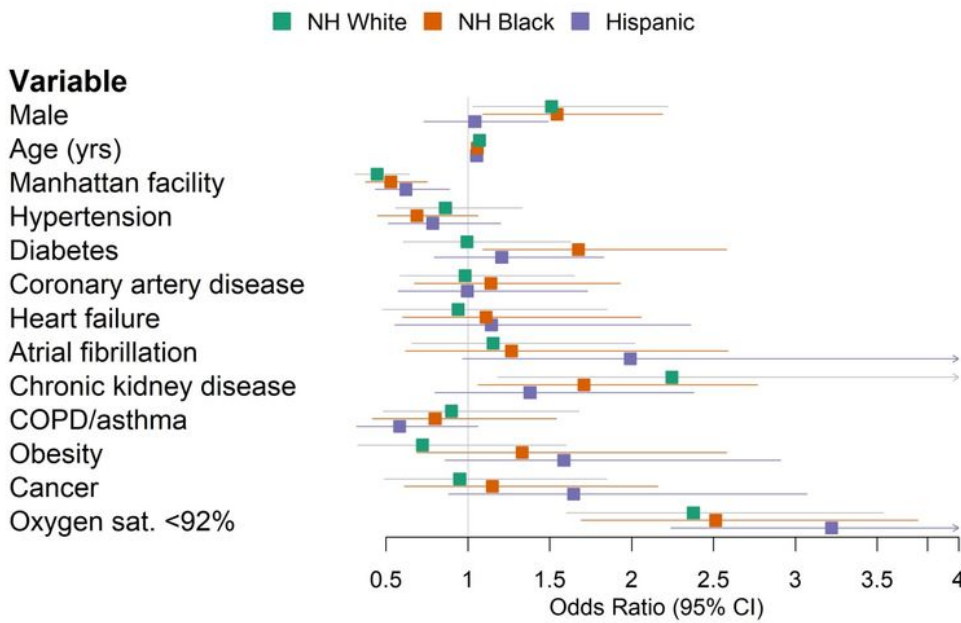 NH White NH Black Hispanic
Variable
Male
Age (yrs)
Manhattan facility
Hypertension
Diabetes
Coronary artery disease
Heart failure
Atrial fibrillation
Chronic kidney disease
COPD/asthma
Obesity
Cancer
Oxygen sat. <92%
0.5 1 1.5 2 2.5 3 3.5 4
Odds Ratio (95% CI)